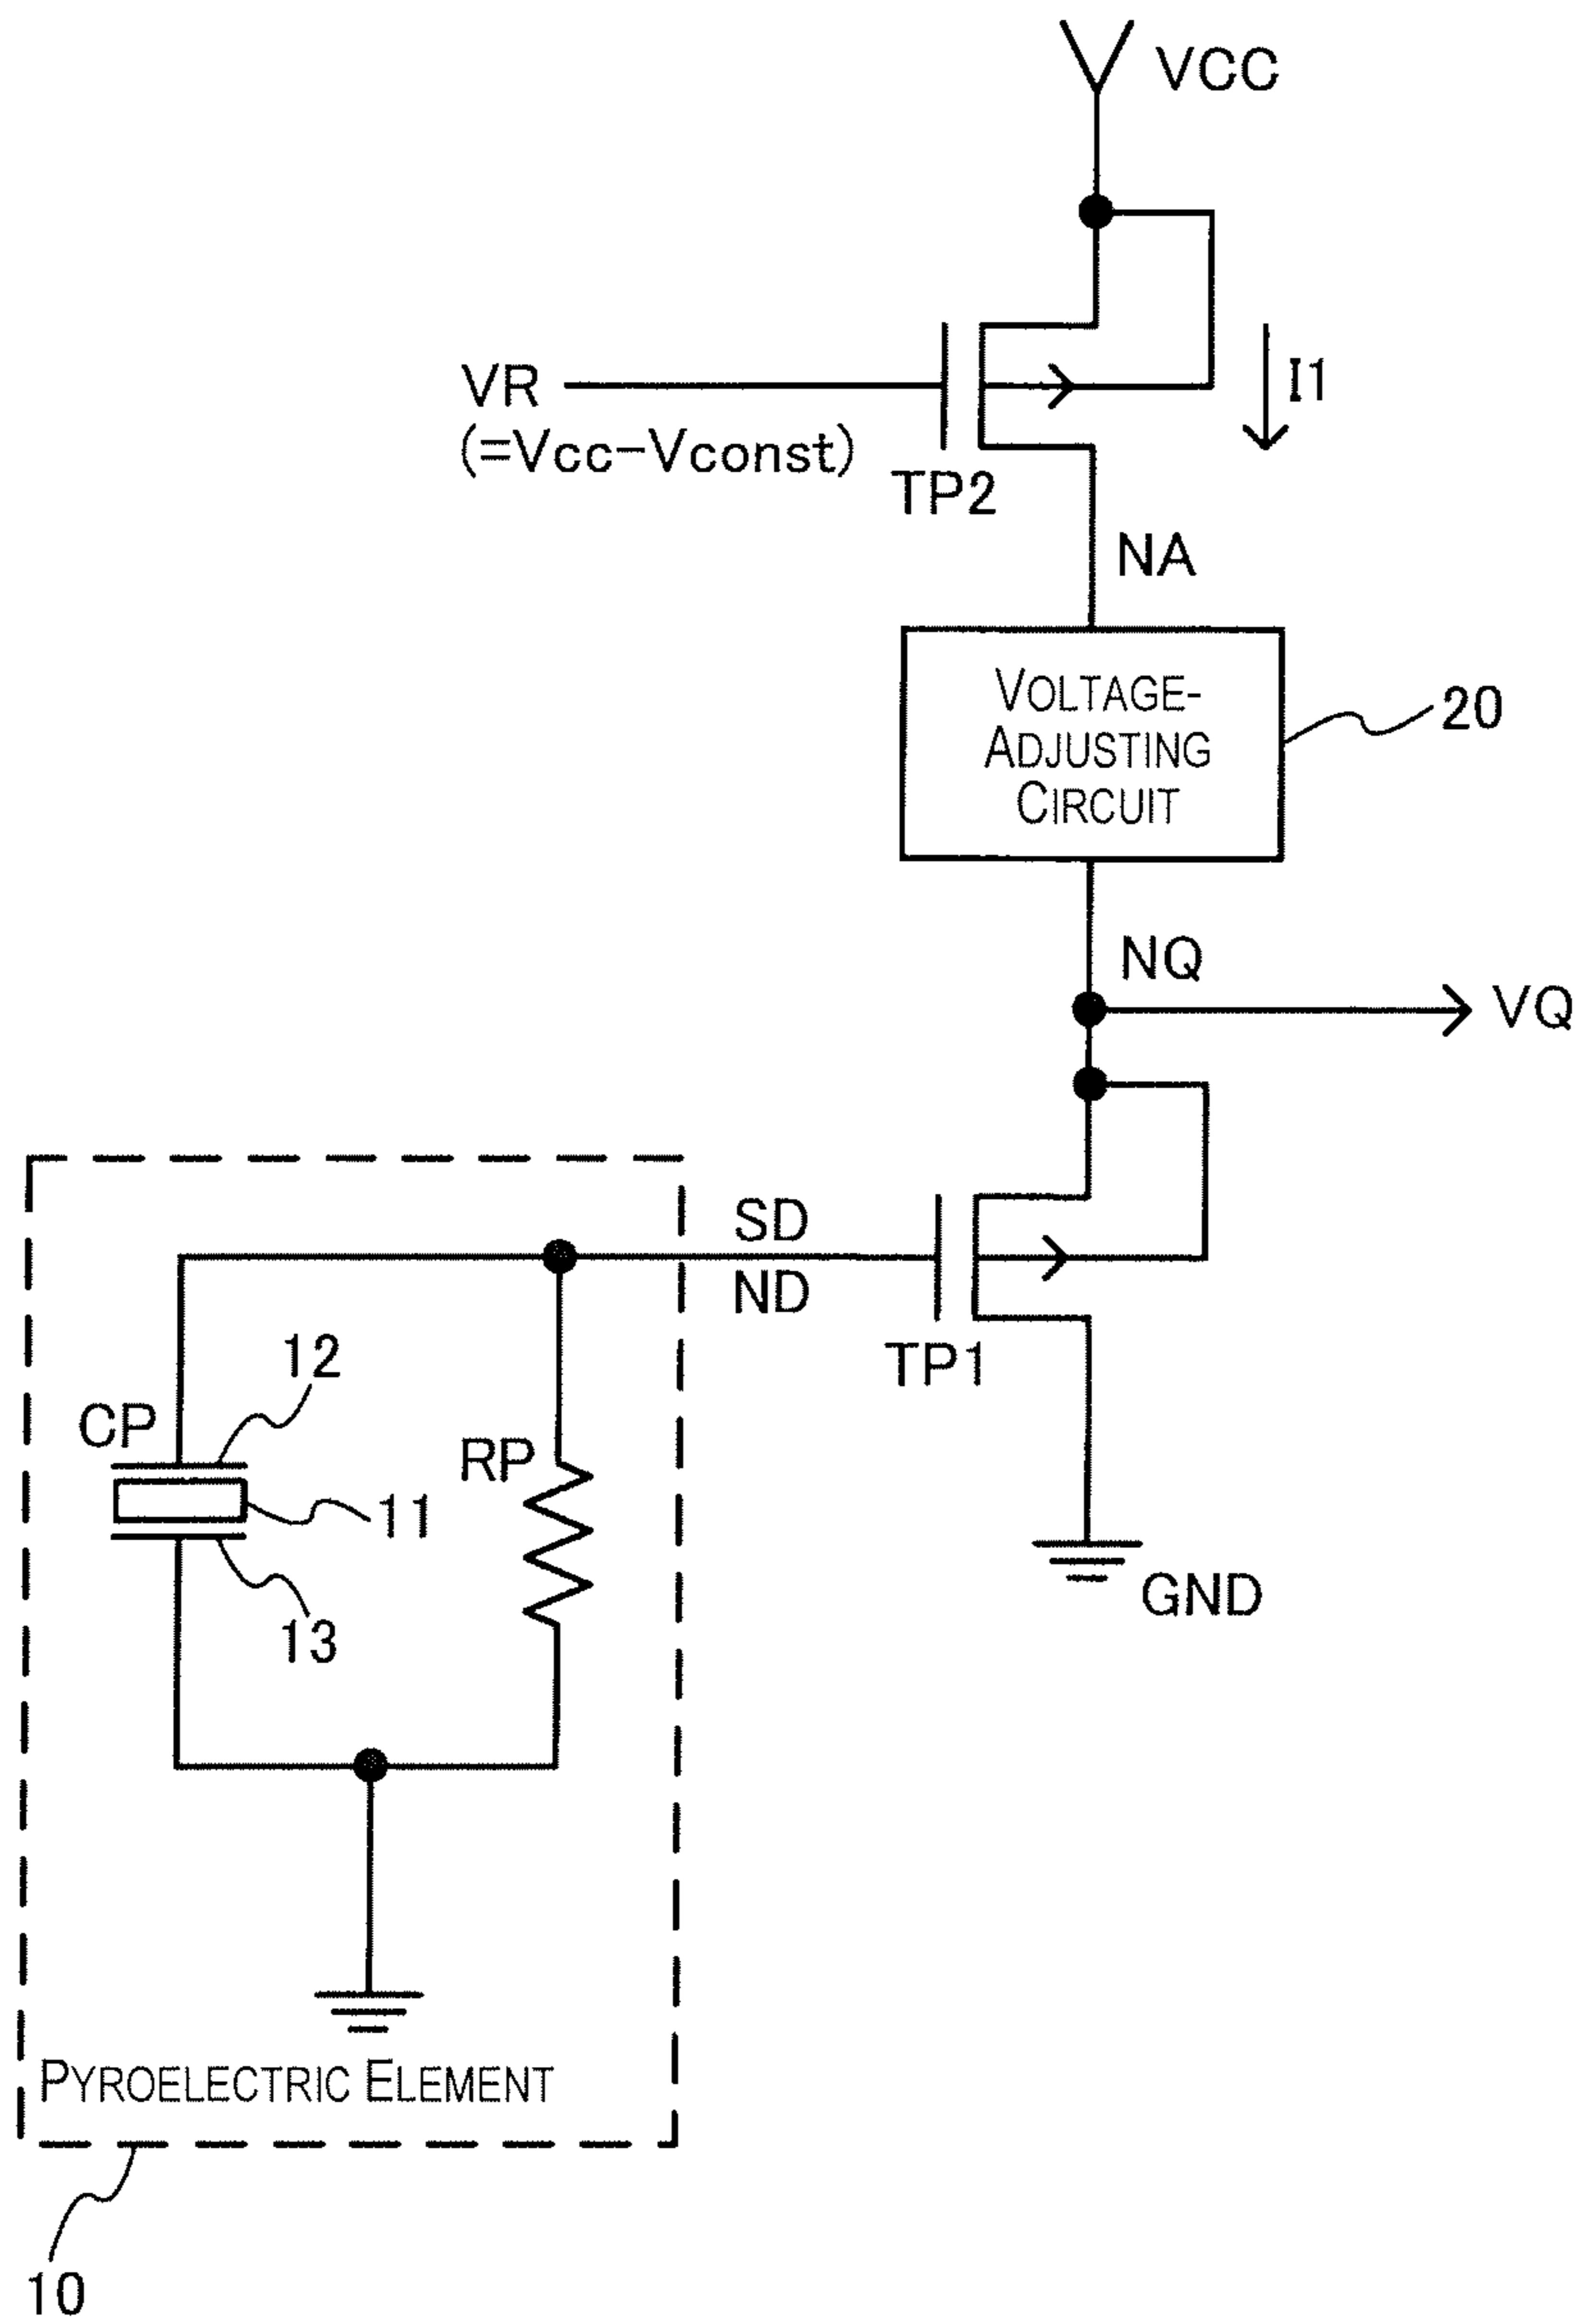 VCC
VR
(=Vcc-Vconst)
I1
TP2
NA
VOLTAGE-
ADJUSTING
CIRCUIT
20
NQ
VQ
SD
ND
TP1
12
CP
RP
11
13
GND
PYROELECTRIC ELEMENT
10